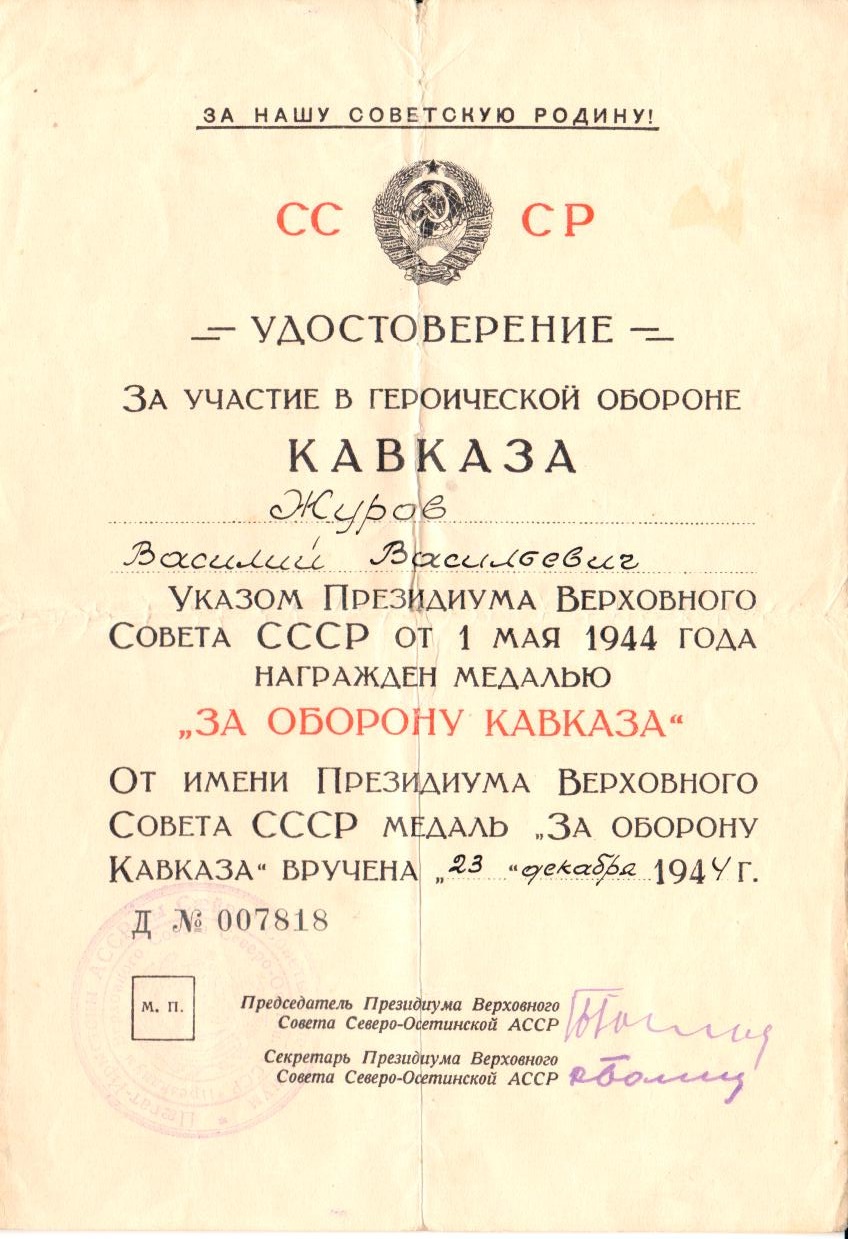 ЗА НАШУ СОВЕТСКУЮ РОДИНУ!
СС СР
УДОСТОВЕРЕНИЕ
ЗА УЧАСТИЕ В ГЕРОИЧЕСКОЙ ОБОРОНЕ
КАВКАЗА
Журов
Василий Васильевич
УКАЗОМ ПРЕЗИДИУМА ВЕРХОВНОГО
СОВЕТА СССР ОТ 1 МАЯ 1944 ГОДА
НАГРАЖДЕН МЕДАЛЬЮ
„ЗА ОБОРОНУ КАВКАЗА“
ОТ ИМЕНИ ПРЕЗИДИУМА ВЕРХОВНОГО
СОВЕТА СССР МЕДАЛЬ „ЗА ОБОРОНУ
КАВКАЗА“ ВРУЧЕНА „23“ декабря 1944 Г.
Д № 007818
М. П.
Председатель Президиума Верховного
Совета Северо-Осетинской АССР
Секретарь Президиума Верховного
Совета Северо-Осетинской АССР